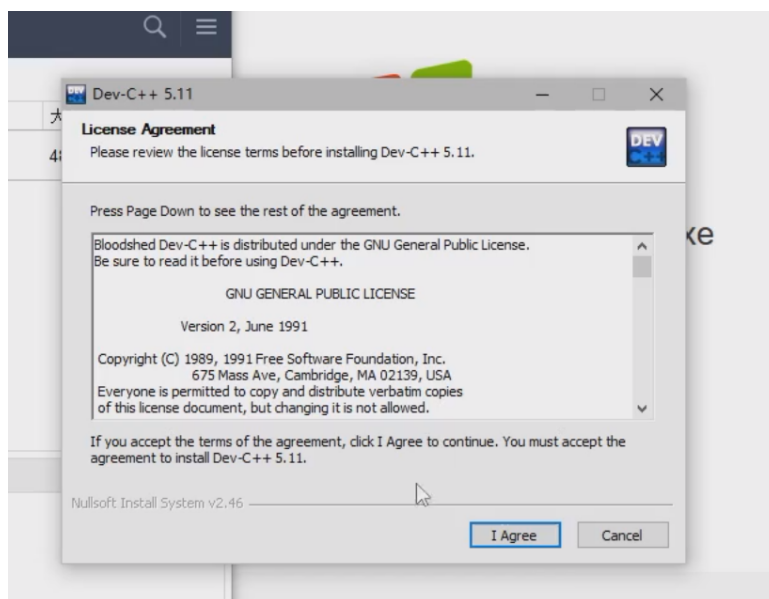 Dev-C++ 5.11
License Agreement
Please review the license terms before installing Dev-C++ 5.11.
DEV
C++
Press Page Down to see the rest of the agreement.
Bloodshed Dev-C++ is distributed under the GNU General Public License.
Be sure to read it before using Dev-C++.
GNU GENERAL PUBLIC LICENSE
Version 2, June 1991
Copyright (C) 1989, 1991 Free Software Foundation, Inc.
675 Mass Ave, Cambridge, MA 02139, USA
Everyone is permitted to copy and distribute verbatim copies
of this license document, but changing it is not allowed.
If you accept the terms of the agreement, click I Agree to continue. You must accept the
agreement to install Dev-C++ 5.11.
Nullsoft Install System v2.46
I Agree
Cancel